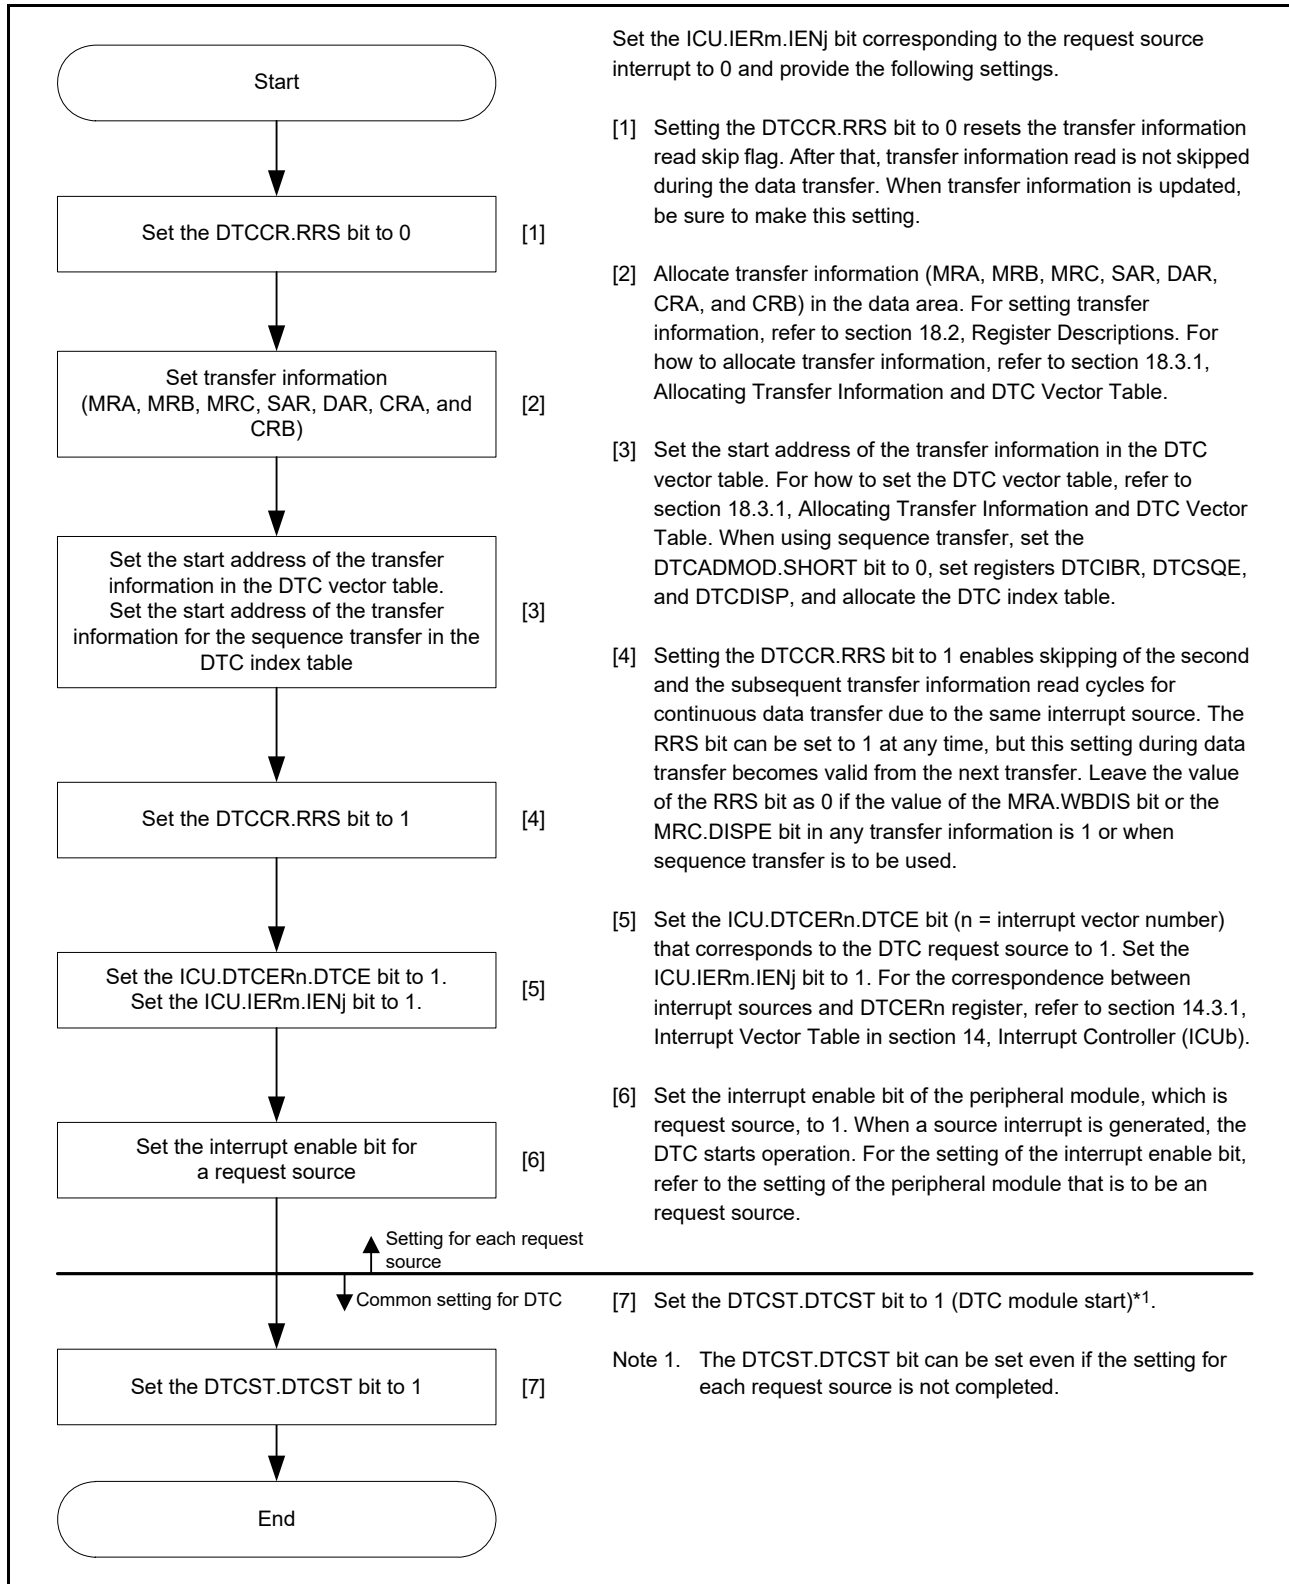 Start
Set the DTCCR.RRS bit to 0
[1]
Set transfer information
(MRA, MRB, MRC, SAR, DAR, CRA, and
CRB)
[2]
Set the start address of the transfer
information in the DTC vector table.
Set the start address of the transfer
information for the sequence transfer in the
DTC index table
[3]
Set the DTCCR.RRS bit to 1
[4]
Set the ICU.DTCERn.DTCE bit to 1.
Set the ICU.IERm.IENj bit to 1.
[5]
Set the interrupt enable bit for
a request source
[6]
Setting for each request
source
Common setting for DTC
Set the DTCST.DTCST bit to 1
[7]
End
Set the ICU.IERm.IENj bit corresponding to the request source
interrupt to 0 and provide the following settings.
[1] Setting the DTCCR.RRS bit to 0 resets the transfer information
read skip flag. After that, transfer information read is not skipped
during the data transfer. When transfer information is updated,
be sure to make this setting.
[2] Allocate transfer information (MRA, MRB, MRC, SAR, DAR,
CRA, and CRB) in the data area. For setting transfer
information, refer to section 18.2, Register Descriptions. For
how to allocate transfer information, refer to section 18.3.1,
Allocating Transfer Information and DTC Vector Table.
[3] Set the start address of the transfer information in the DTC
vector table. For how to set the DTC vector table, refer to
section 18.3.1, Allocating Transfer Information and DTC Vector
Table. When using sequence transfer, set the
DTCADMOD.SHORT bit to 0, set registers DTCIBR, DTCSQE,
and DTCDISP, and allocate the DTC index table.
[4] Setting the DTCCR.RRS bit to 1 enables skipping of the second
and the subsequent transfer information read cycles for
continuous data transfer due to the same interrupt source. The
RRS bit can be set to 1 at any time, but this setting during data
transfer becomes valid from the next transfer. Leave the value
of the RRS bit as 0 if the value of the MRA.WBDIS bit or the
MRC.DISPE bit in any transfer information is 1 or when
sequence transfer is to be used.
[5] Set the ICU.DTCERn.DTCE bit (n = interrupt vector number)
that corresponds to the DTC request source to 1. Set the
ICU.IERm.IENj bit to 1. For the correspondence between
interrupt sources and DTCERn register, refer to section 14.3.1,
Interrupt Vector Table in section 14, Interrupt Controller (ICUb).
[6] Set the interrupt enable bit of the peripheral module, which is
request source, to 1. When a source interrupt is generated, the
DTC starts operation. For the setting of the interrupt enable bit,
refer to the setting of the peripheral module that is to be an
request source.
[7] Set the DTCST.DTCST bit to 1 (DTC module start)*1.
Note 1. The DTCST.DTCST bit can be set even if the setting for
each request source is not completed.